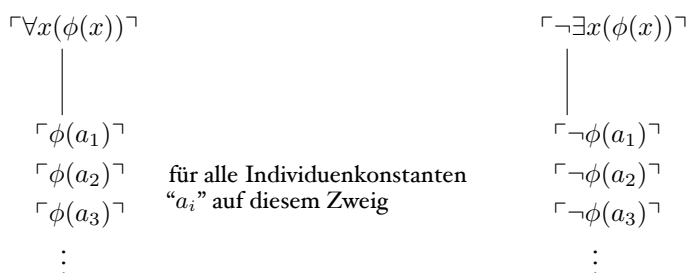 ⌜∀x(ϕ(x))⌝ ⌜¬∃x(ϕ(x))⌝
⌜ϕ(a₁)⌝ ⌜¬ϕ(a₁)⌝
⌜ϕ(a₂)⌝ für alle Individuenkonstanten ⌜¬ϕ(a₂)⌝
⌜ϕ(a₃)⌝ “aᵢ” auf diesem Zweig ⌜¬ϕ(a₃)⌝
⋮ ⋮